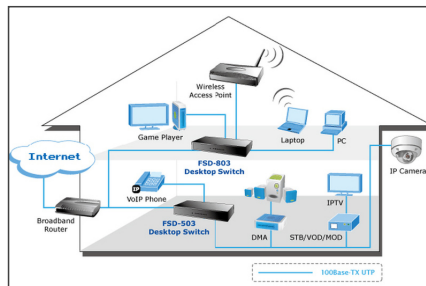 Wireless
Access Point
Game Player
Laptop
PC
Internet
FSD-803
Desktop Switch
IP Camera
IP
VoIP Phone
IPTV
Broadband
Router
FSD-503
Desktop Switch
DMA
STB/VOD/MOD
100Base-TX UTP